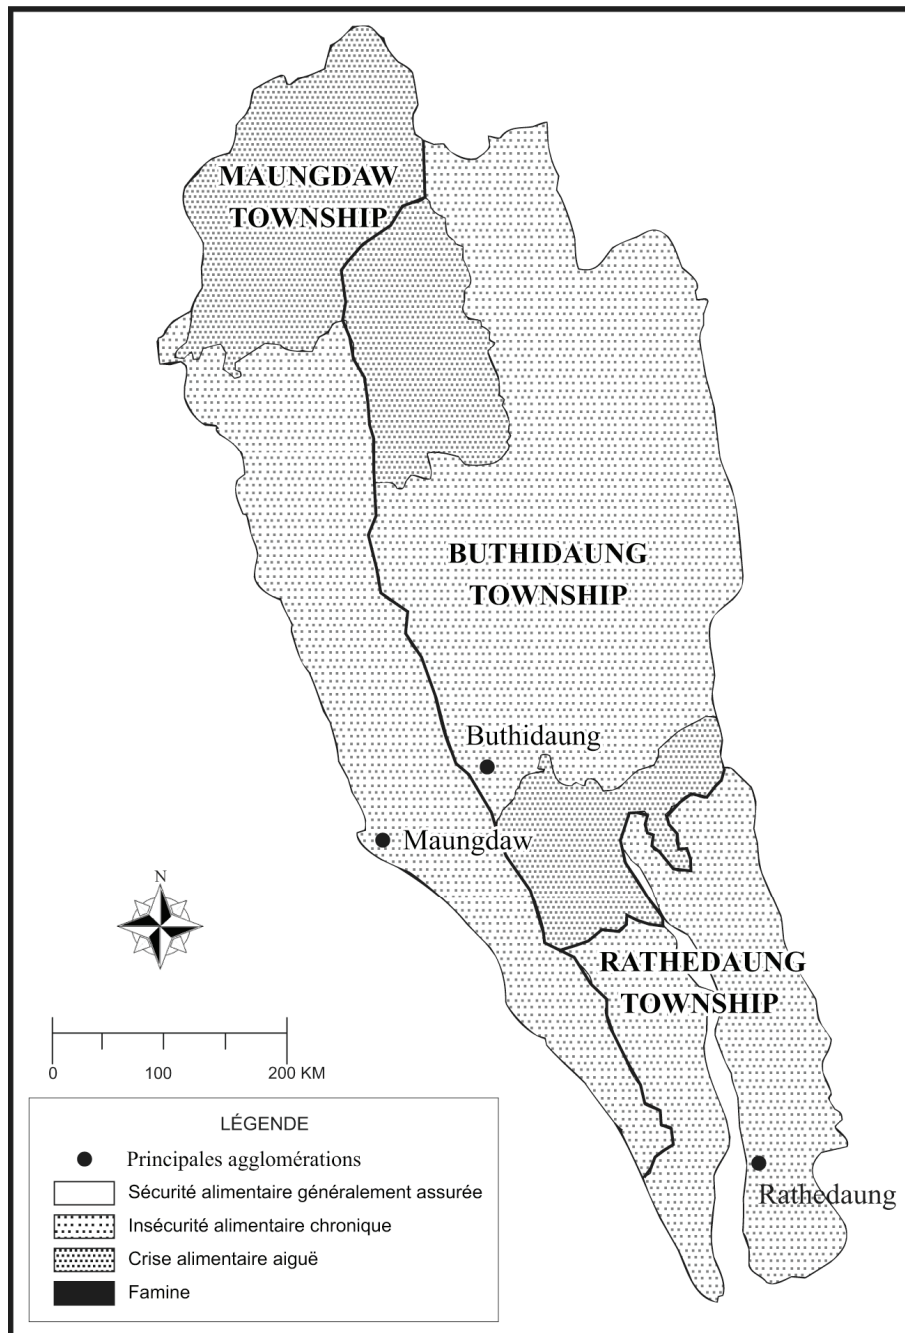 MAUNGDAW
TOWNSHIP
BUTHIDAUNG
TOWNSHIP
Buthidaung
Maungdaw
N
RATHEDAUNG
TOWNSHIP
0 100 200 KM
Rathedaung
LÉGENDE
Principales agglomérations
Sécurité alimentaire généralement assurée
Insécurité alimentaire chronique
Crise alimentaire aiguë
Famine